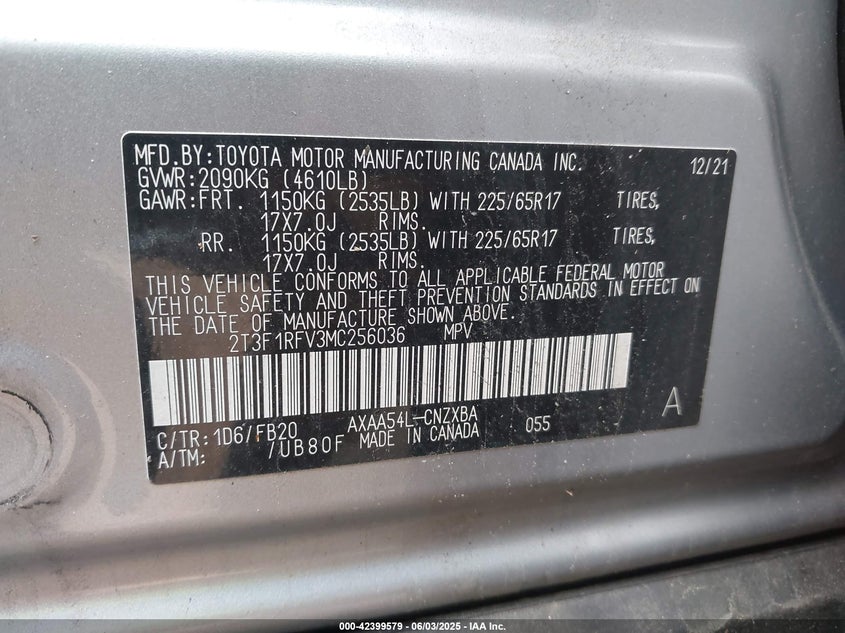 MFD.BY:TOYOTA MOTOR MANUFACTURING CANADA INC. 12/21
GVWR:2090KG (4610LB)
GAWR:FRT. 1150KG (2535LB) WITH 225/65R17 TIRES,
17X7.0J RIMS.
RR. 1150KG (2535LB) WITH 225/65R17 TIRES,
17X7.0J RIMS.
THIS VEHICLE CONFORMS TO ALL APPLICABLE FEDERAL MOTOR
VEHICLE SAFETY AND THEFT PREVENTION STANDARDS IN EFFECT ON
THE DATE OF MANUFACTURE SHOWN ABOVE.
2T3F1RFV3MC256036 MPV
A
C/TR:1D6/FB20 AXAA54L-CNZXBA 055
A/TM: /UB80F MADE IN CANADA
000-42399579 - 06/03/2025 - IAA Inc.